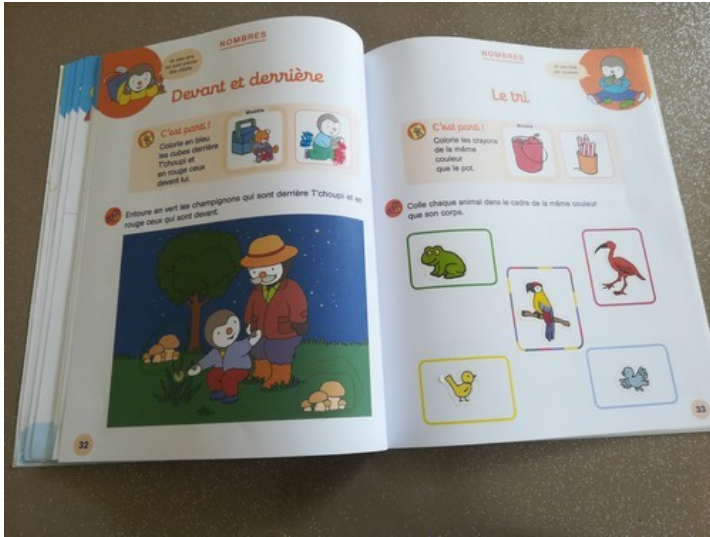 NOMBRES
Devant et derrière
Modèle
C'est parti !
Colorie en bleu
les cubes derrière
T'choupi et
en rouge ceux
devant lui.
Entoure en vert les champignons qui sont derrière T'choupi et en
rouge ceux qui sont devant.
32
NOMBRES
Le tri
Modèle
C'est parti !
Colorie les crayons
de la même
couleur
que le pot.
Colle chaque animal dans le cadre de la même couleur
que son corps.
33